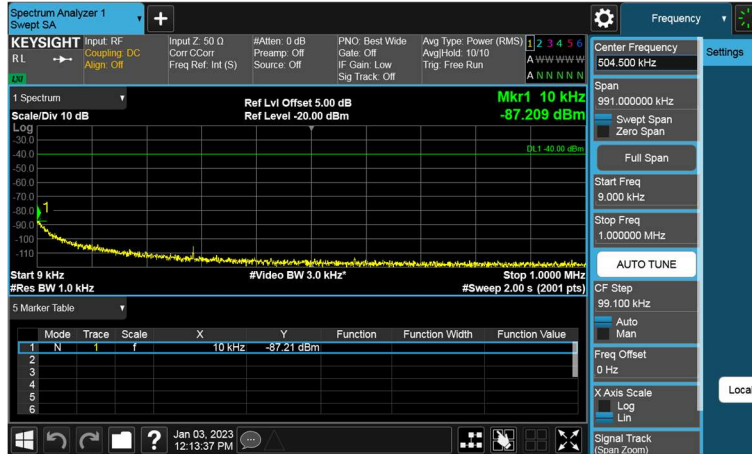 Spectrum Analyzer 1
Swept SA
Frequency
KEYSIGHT
Input: RF
Input Z: 50 Ω
#Atten: 0 dB
PNO: Best Wide
Avg Type: Power (RMS)
1 2 3 4 5 6
R L
Coupling: DC
Corr CCorr
Preamp: Off
Gate: Off
Avg|Hold: 10/10
A W W W W W
Align: Off
Freq Ref: Int (S)
Source: Off
IF Gain: Low
Trig: Free Run
Sig Track: Off
A N N N N N
LXI
Center Frequency
504.500 kHz
Settings
Span
991.000000 kHz
Swept Span
Zero Span
Full Span
Start Freq
9.000 kHz
Stop Freq
1.000000 MHz
AUTO TUNE
CF Step
99.100 kHz
Auto
Man
Freq Offset
0 Hz
X Axis Scale
Log
Lin
Signal Track
(Span Zoom)
Local
1 Spectrum
Ref Lvl Offset 5.00 dB
Mkr1 10 kHz
Scale/Div 10 dB
Ref Level -20.00 dBm
-87.209 dBm
Log
-30.0
-40.0
DL1 -40.00 dBm
-50.0
-60.0
-70.0
-80.0
1
-90.0
-100
-110
Start 9 kHz
#Video BW 3.0 kHz*
Stop 1.0000 MHz
#Res BW 1.0 kHz
#Sweep 2.00 s (2001 pts)
5 Marker Table
Mode Trace Scale X Y Function Function Width Function Value
1 N 1 f 10 kHz -87.21 dBm
2
3
4
5
6
?
Jan 03, 2023
12:13:37 PM